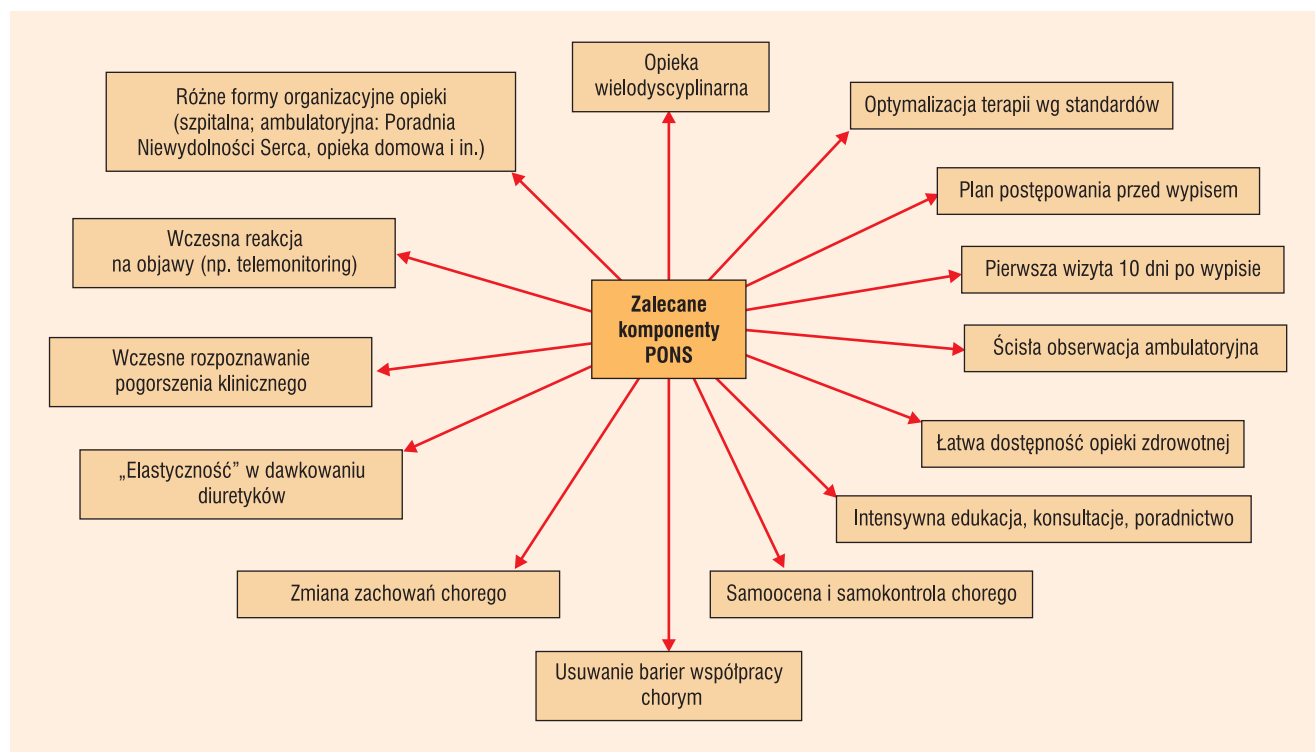 Opieka
wielodyscyplinarna
Różne formy organizacyjne opieki
(szpitalna; ambulatoryjna: Poradnia
Niewydolności Serca, opieka domowa i in.)
Optymalizacja terapii wg standardów
Plan postępowania przed wypisem
Wczesna reakcja
na objawy (np. telemonitoring)
Pierwsza wizyta 10 dni po wypisie
Zalecane
komponenty
PONS
Wczesne rozpoznawanie
pogorszenia klinicznego
Ścisła obserwacja ambulatoryjna
Łatwa dostępność opieki zdrowotnej
„Elastyczność” w dawkowaniu
diuretyków
Intensywna edukacja, konsultacje, poradnictwo
Zmiana zachowań chorego
Samoocena i samokontrola chorego
Usuwanie barier współpracy
chorym